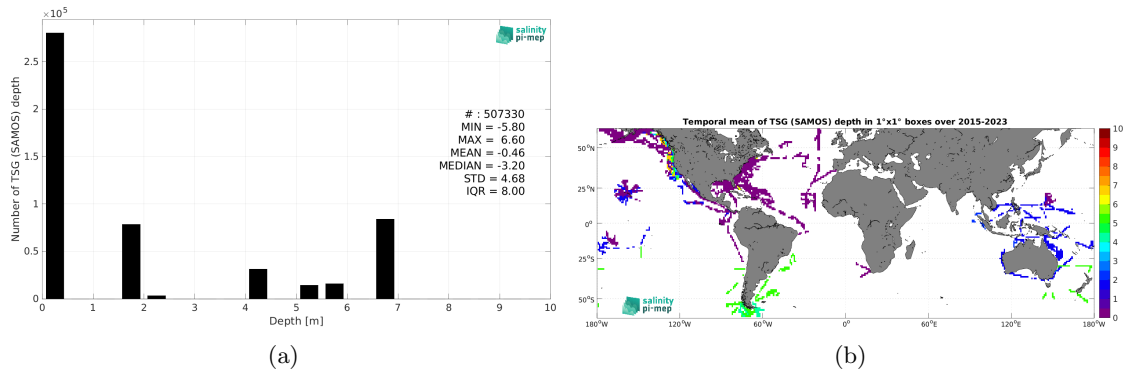 ×10⁵
2.5
2
1.5
1
0.5
0
0 1 2 3 4 5 6 7 8 9 10
Number of TSG (SAMOS) depth
Depth [m]
salinity
pi-mep
# : 507330
MIN = -5.80
MAX = 6.60
MEAN = -0.46
MEDIAN = -3.20
STD = 4.68
IQR = 8.00
(a)
Temporal mean of TSG (SAMOS) depth in 1°x1° boxes over 2015-2023
50°N
25°N
0°
25°S
50°S
180°W 120°W 60°W 0°W 60°E 120°E 180°E
salinity
pi-mep
10
9
8
7
6
5
4
3
2
1
0
(b)